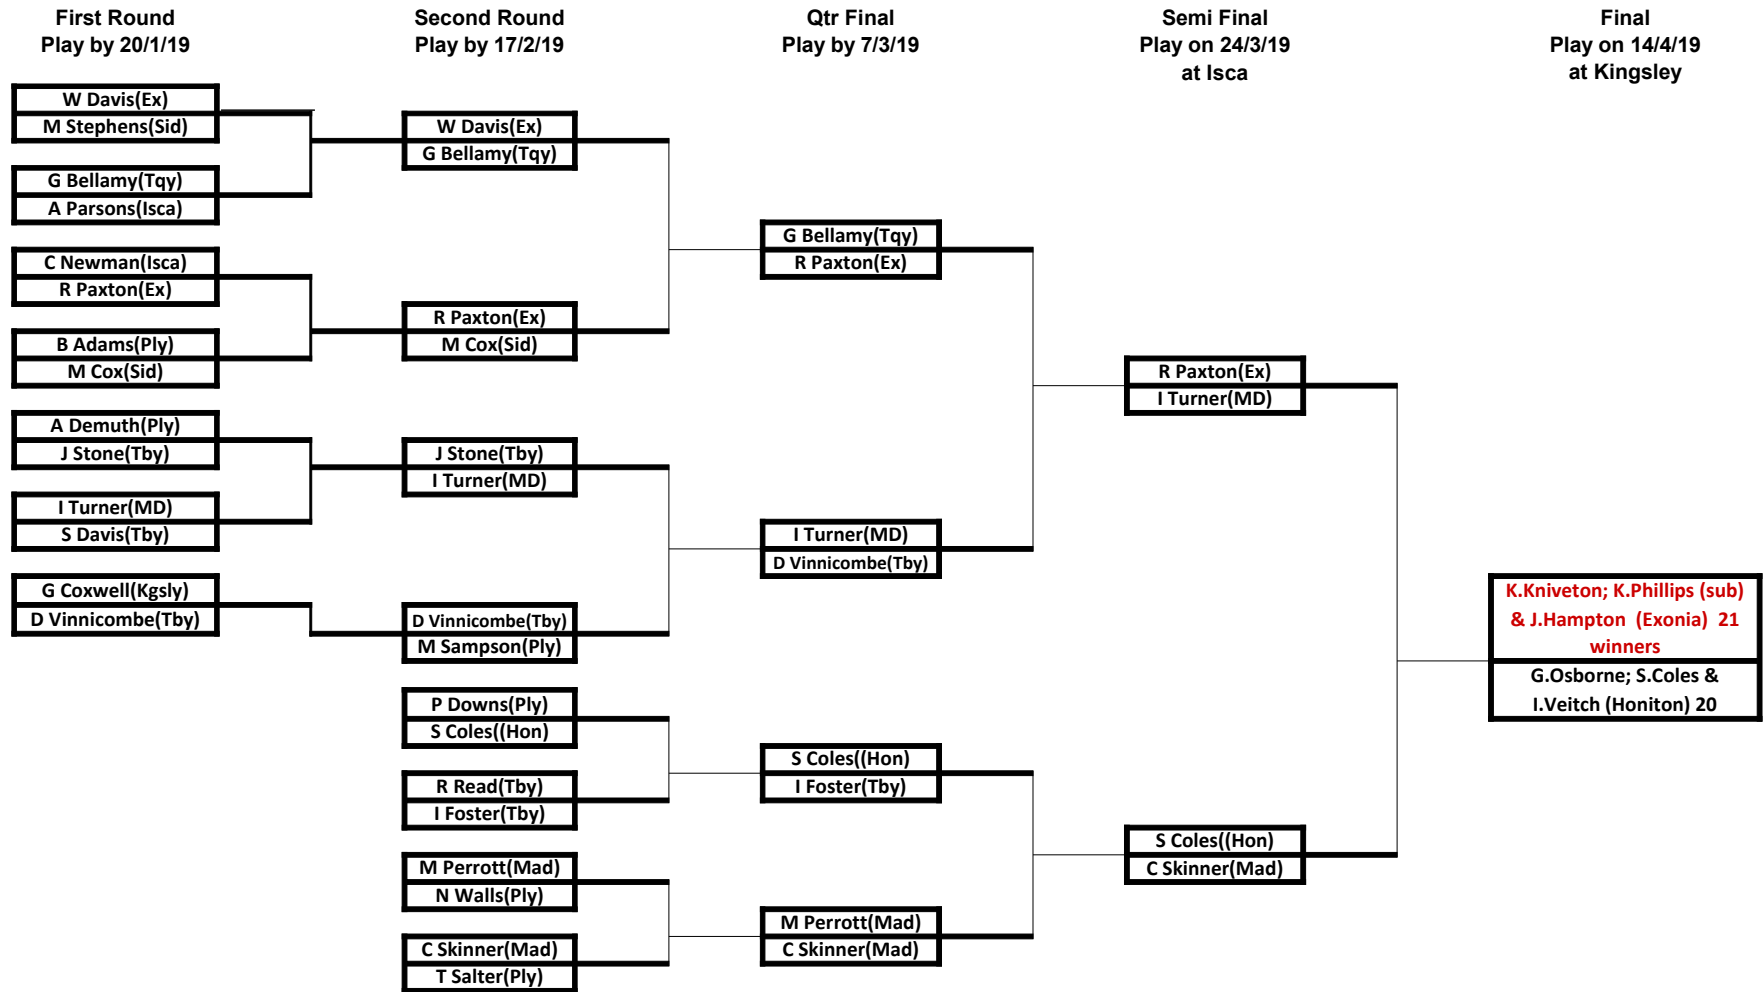 First Round
Play by 20/1/19
Second Round
Play by 17/2/19
Qtr Final
Play by 7/3/19
Semi Final
Play on 24/3/19
at Isca
Final
Play on 14/4/19
at Kingsley
W Davis(Ex)
M Stephens(Sid)
G Bellamy(Tqy)
A Parsons(Isca)
C Newman(Isca)
R Paxton(Ex)
B Adams(Ply)
M Cox(Sid)
A Demuth(Ply)
J Stone(Tby)
I Turner(MD)
S Davis(Tby)
G Coxwell(Kgsly)
D Vinnicombe(Tby)
W Davis(Ex)
G Bellamy(Tqy)
R Paxton(Ex)
M Cox(Sid)
J Stone(Tby)
I Turner(MD)
D Vinnicombe(Tby)
M Sampson(Ply)
P Downs(Ply)
S Coles((Hon)
R Read(Tby)
I Foster(Tby)
M Perrott(Mad)
N Walls(Ply)
C Skinner(Mad)
T Salter(Ply)
G Bellamy(Tqy)
R Paxton(Ex)
I Turner(MD)
D Vinnicombe(Tby)
S Coles((Hon)
I Foster(Tby)
M Perrott(Mad)
C Skinner(Mad)
R Paxton(Ex)
I Turner(MD)
S Coles((Hon)
C Skinner(Mad)
K.Kniveton; K.Phillips (sub)
& J.Hampton (Exonia) 21
winners
G.Osborne; S.Coles &
I.Veitch (Honiton) 20